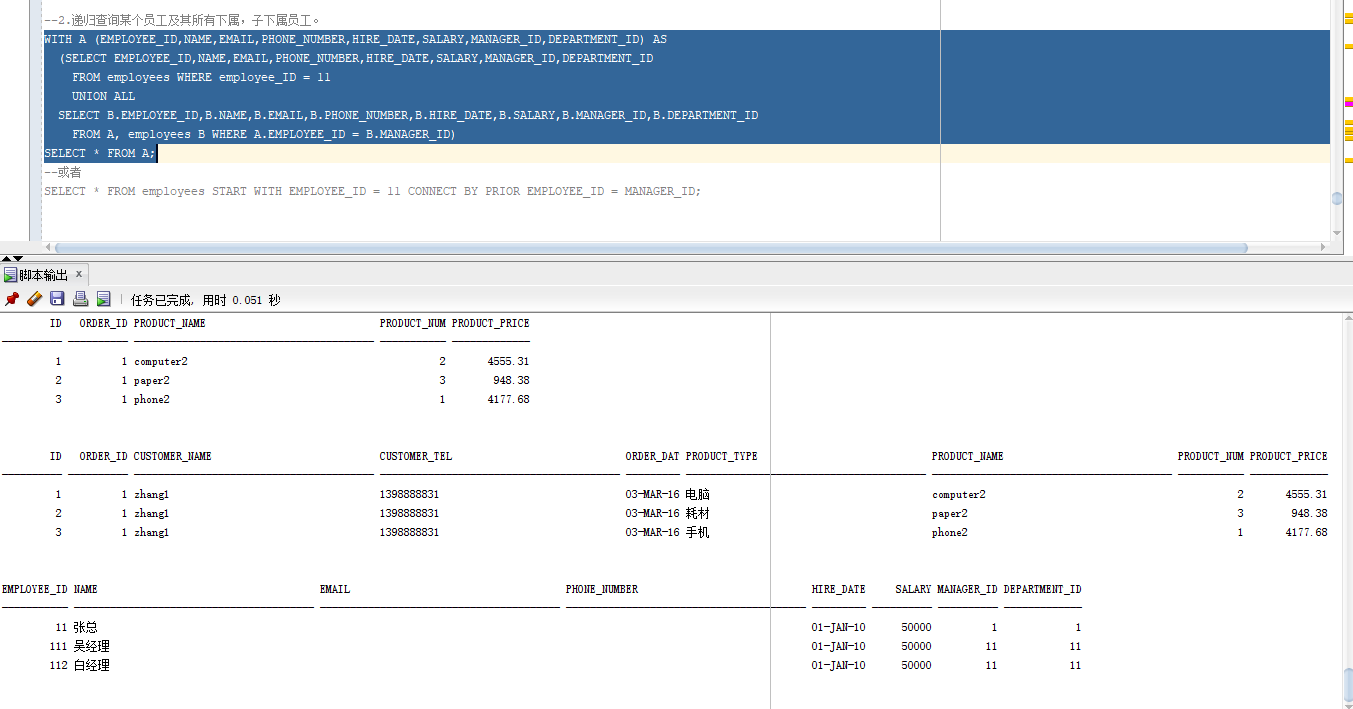 --2.递归查询某个员工及其所有下属，子下属员工。
WITH A (EMPLOYEE_ID,NAME,EMAIL,PHONE_NUMBER,HIRE_DATE,SALARY,MANAGER_ID,DEPARTMENT_ID) AS
(SELECT EMPLOYEE_ID,NAME,EMAIL,PHONE_NUMBER,HIRE_DATE,SALARY,MANAGER_ID,DEPARTMENT_ID
FROM employees WHERE employee_ID = 11
UNION ALL
SELECT B.EMPLOYEE_ID,B.NAME,B.EMAIL,B.PHONE_NUMBER,B.HIRE_DATE,B.SALARY,B.MANAGER_ID,B.DEPARTMENT_ID
FROM A, employees B WHERE A.EMPLOYEE_ID = B.MANAGER_ID)
SELECT * FROM A;
--或者
SELECT * FROM employees START WITH EMPLOYEE_ID = 11 CONNECT BY PRIOR EMPLOYEE_ID = MANAGER_ID;
脚本输出 x
任务已完成, 用时 0.051 秒
ID ORDER_ID PRODUCT_NAME PRODUCT_NUM PRODUCT_PRICE
1 1 computer2 2 4555.31
2 1 paper2 3 948.38
3 1 phone2 1 4177.68
ID ORDER_ID CUSTOMER_NAME CUSTOMER_TEL ORDER_DAT PRODUCT_TYPE PRODUCT_NAME PRODUCT_NUM PRODUCT_PRICE
1 1 zhang1 1398888831 03-MAR-16 电脑 computer2 2 4555.31
2 1 zhang1 1398888831 03-MAR-16 耗材 paper2 3 948.38
3 1 zhang1 1398888831 03-MAR-16 手机 phone2 1 4177.68
EMPLOYEE_ID NAME EMAIL PHONE_NUMBER HIRE_DATE SALARY MANAGER_ID DEPARTMENT_ID
11 张总 01-JAN-10 50000 1 1
111 吴经理 01-JAN-10 50000 11 11
112 白经理 01-JAN-10 50000 11 11